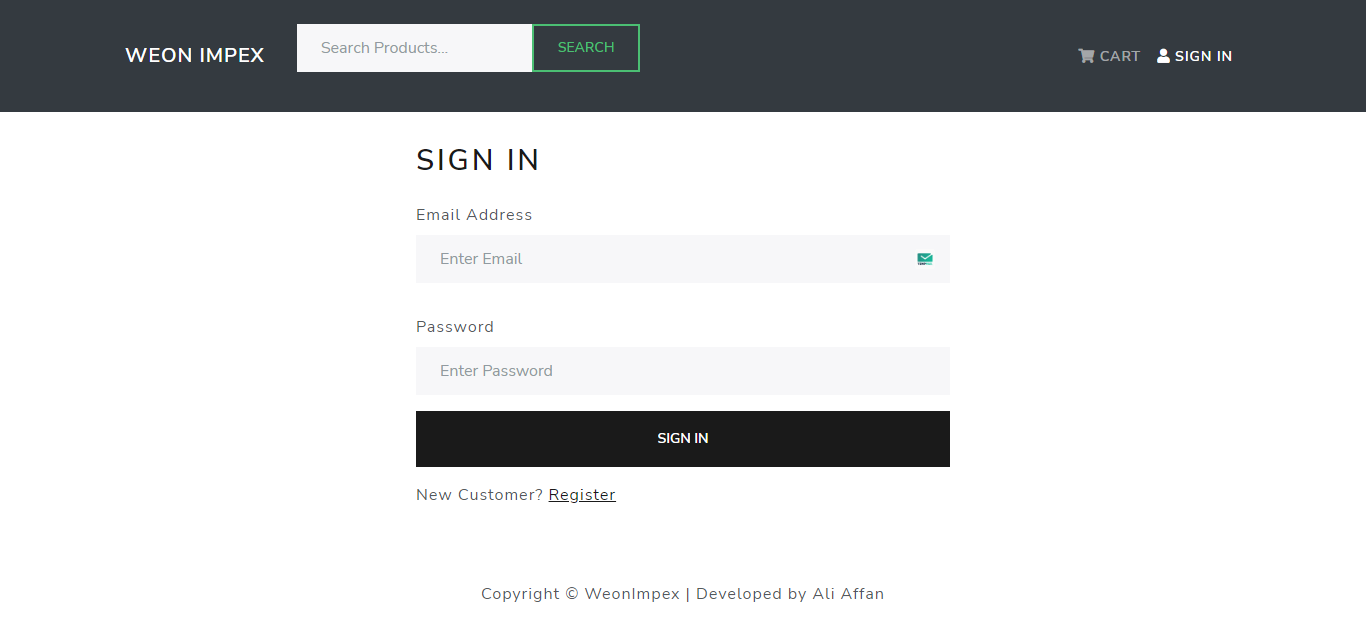 WEON IMPEX
Search Products...
SEARCH
CART
SIGN IN
SIGN IN
Email Address
Enter Email
Password
Enter Password
SIGN IN
New Customer? Register
Copyright © WeonImpex | Developed by Ali Affan